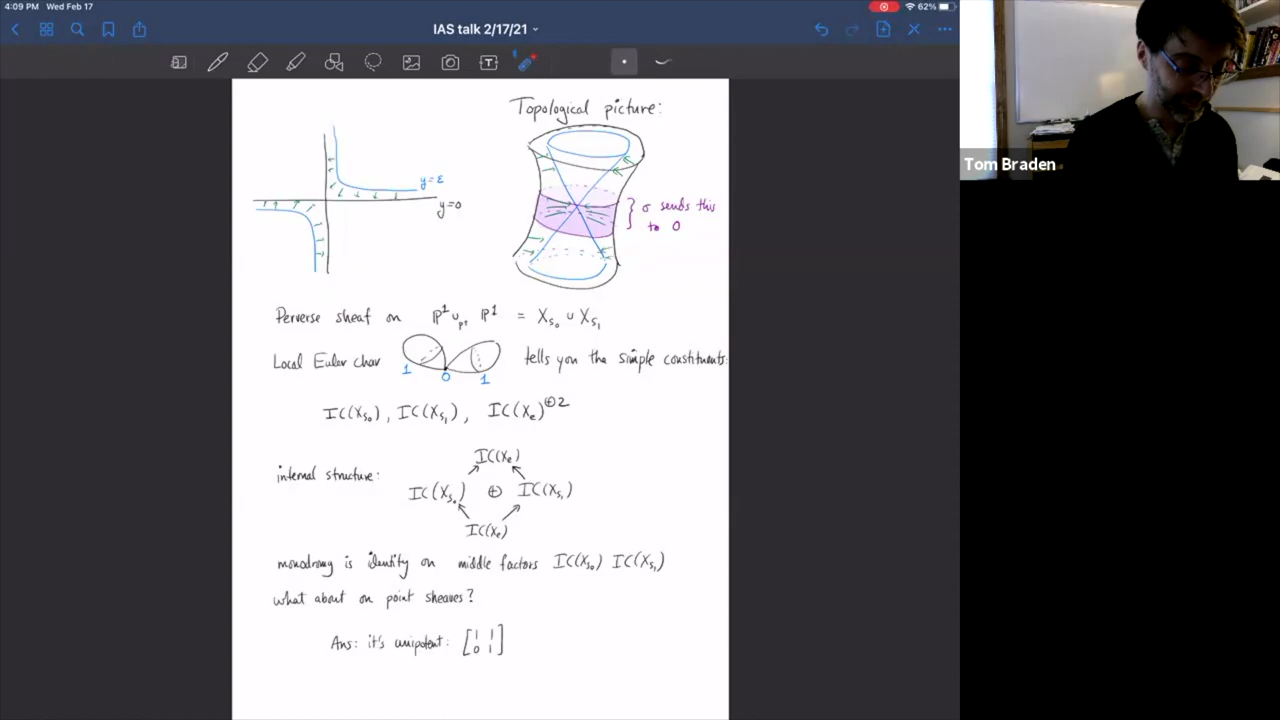 4:09 PM Wed Feb 17
62%
IAS talk 2/17/21
Topological picture:
y=ε
y=0
} σ sends this
to 0
Perverse sheaf on ℙ¹ ∪ₚₜ ℙ¹ = X_{s₀} ∪ X_{s₁}
Local Euler char 1 0 1 tells you the simple constituents:
IC(X_{s₀}), IC(X_{s₁}), IC(X_e)^{⊕2}
internal structure:
IC(X_e)
IC(X_{s₀}) ⊕ IC(X_{s₁})
IC(X_e)
monodromy is identity on middle factors IC(X_{s₀}) IC(X_{s₁})
what about on point sheaves?
Ans: it's unipotent: [1 1
0 1]
Tom Braden